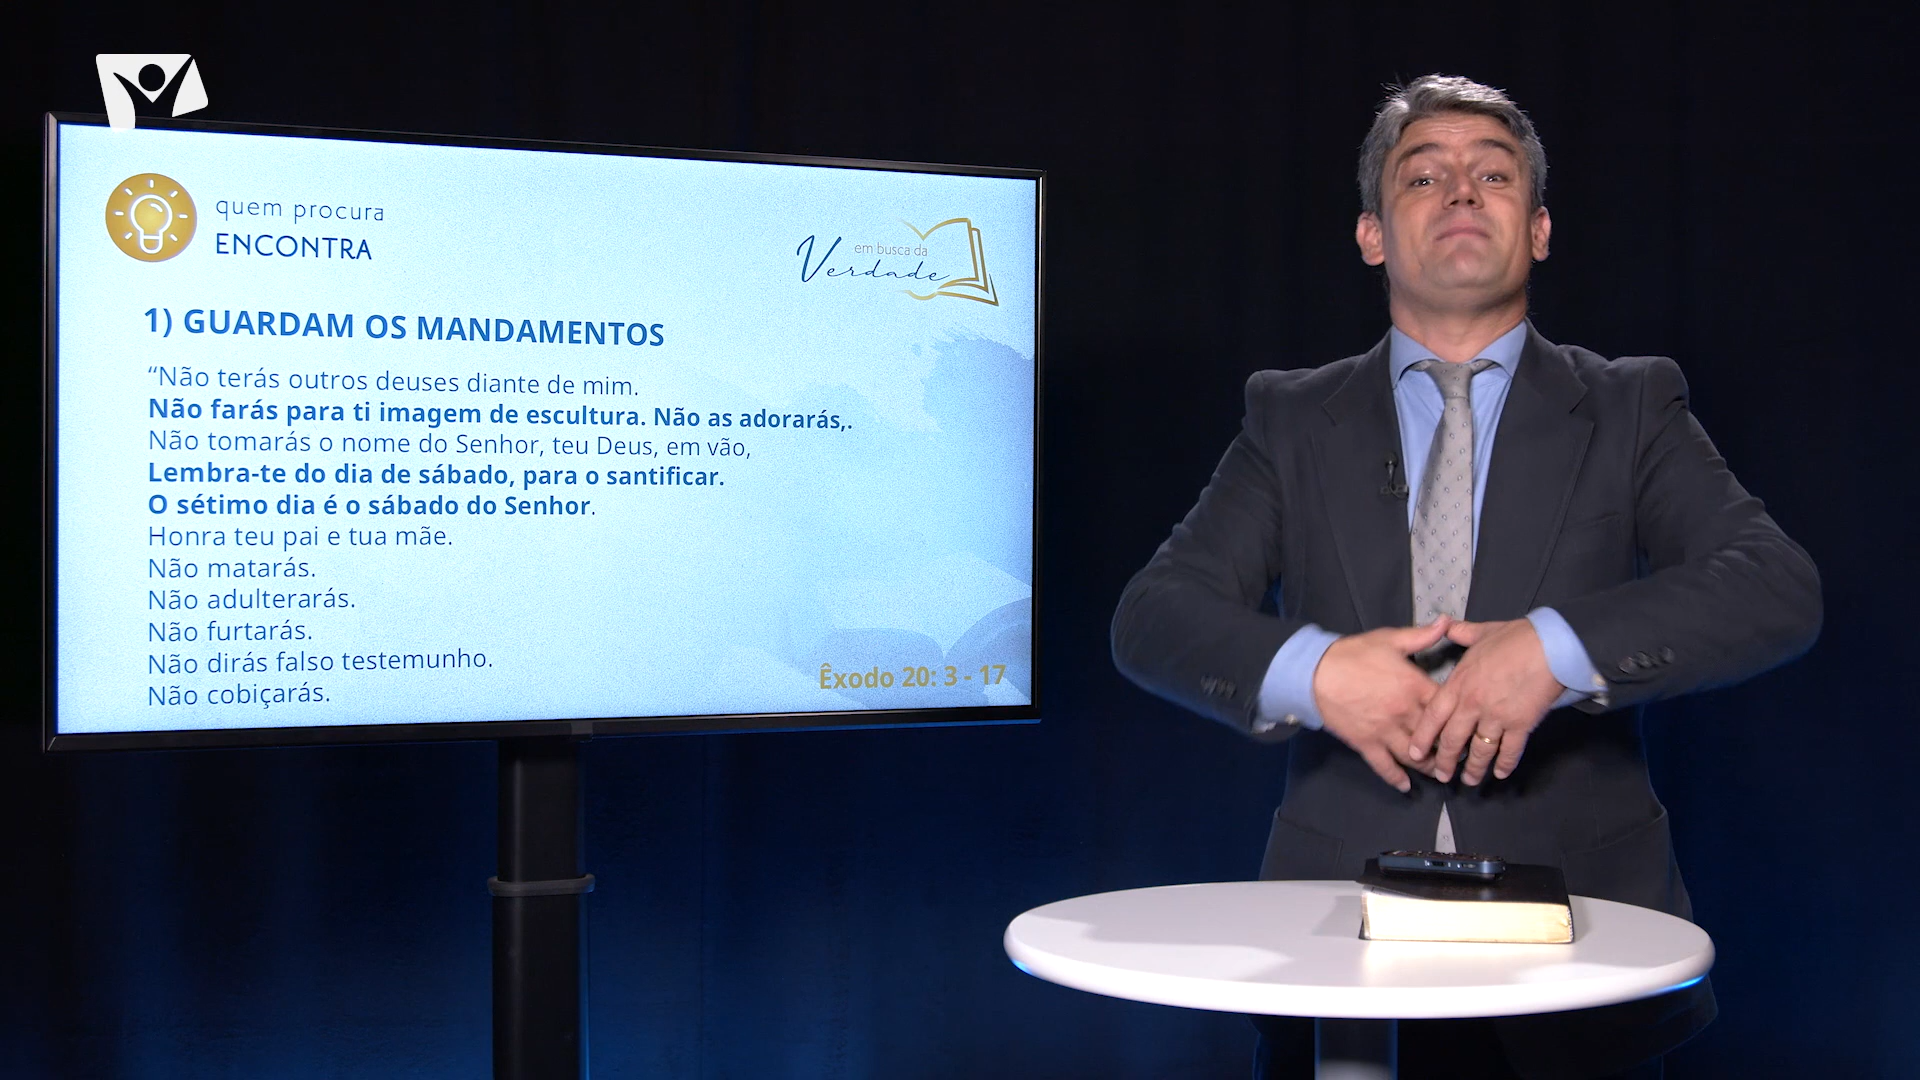 quem procura
ENCONTRA
em busca da
Verdade
1) GUARDAM OS MANDAMENTOS
“Não terás outros deuses diante de mim.
Não farás para ti imagem de escultura. Não as adorarás,.
Não tomarás o nome do Senhor, teu Deus, em vão,
Lembra-te do dia de sábado, para o santificar.
O sétimo dia é o sábado do Senhor.
Honra teu pai e tua mãe.
Não matarás.
Não adulterarás.
Não furtarás.
Não dirás falso testemunho.
Não cobiçarás.
Êxodo 20: 3 - 17